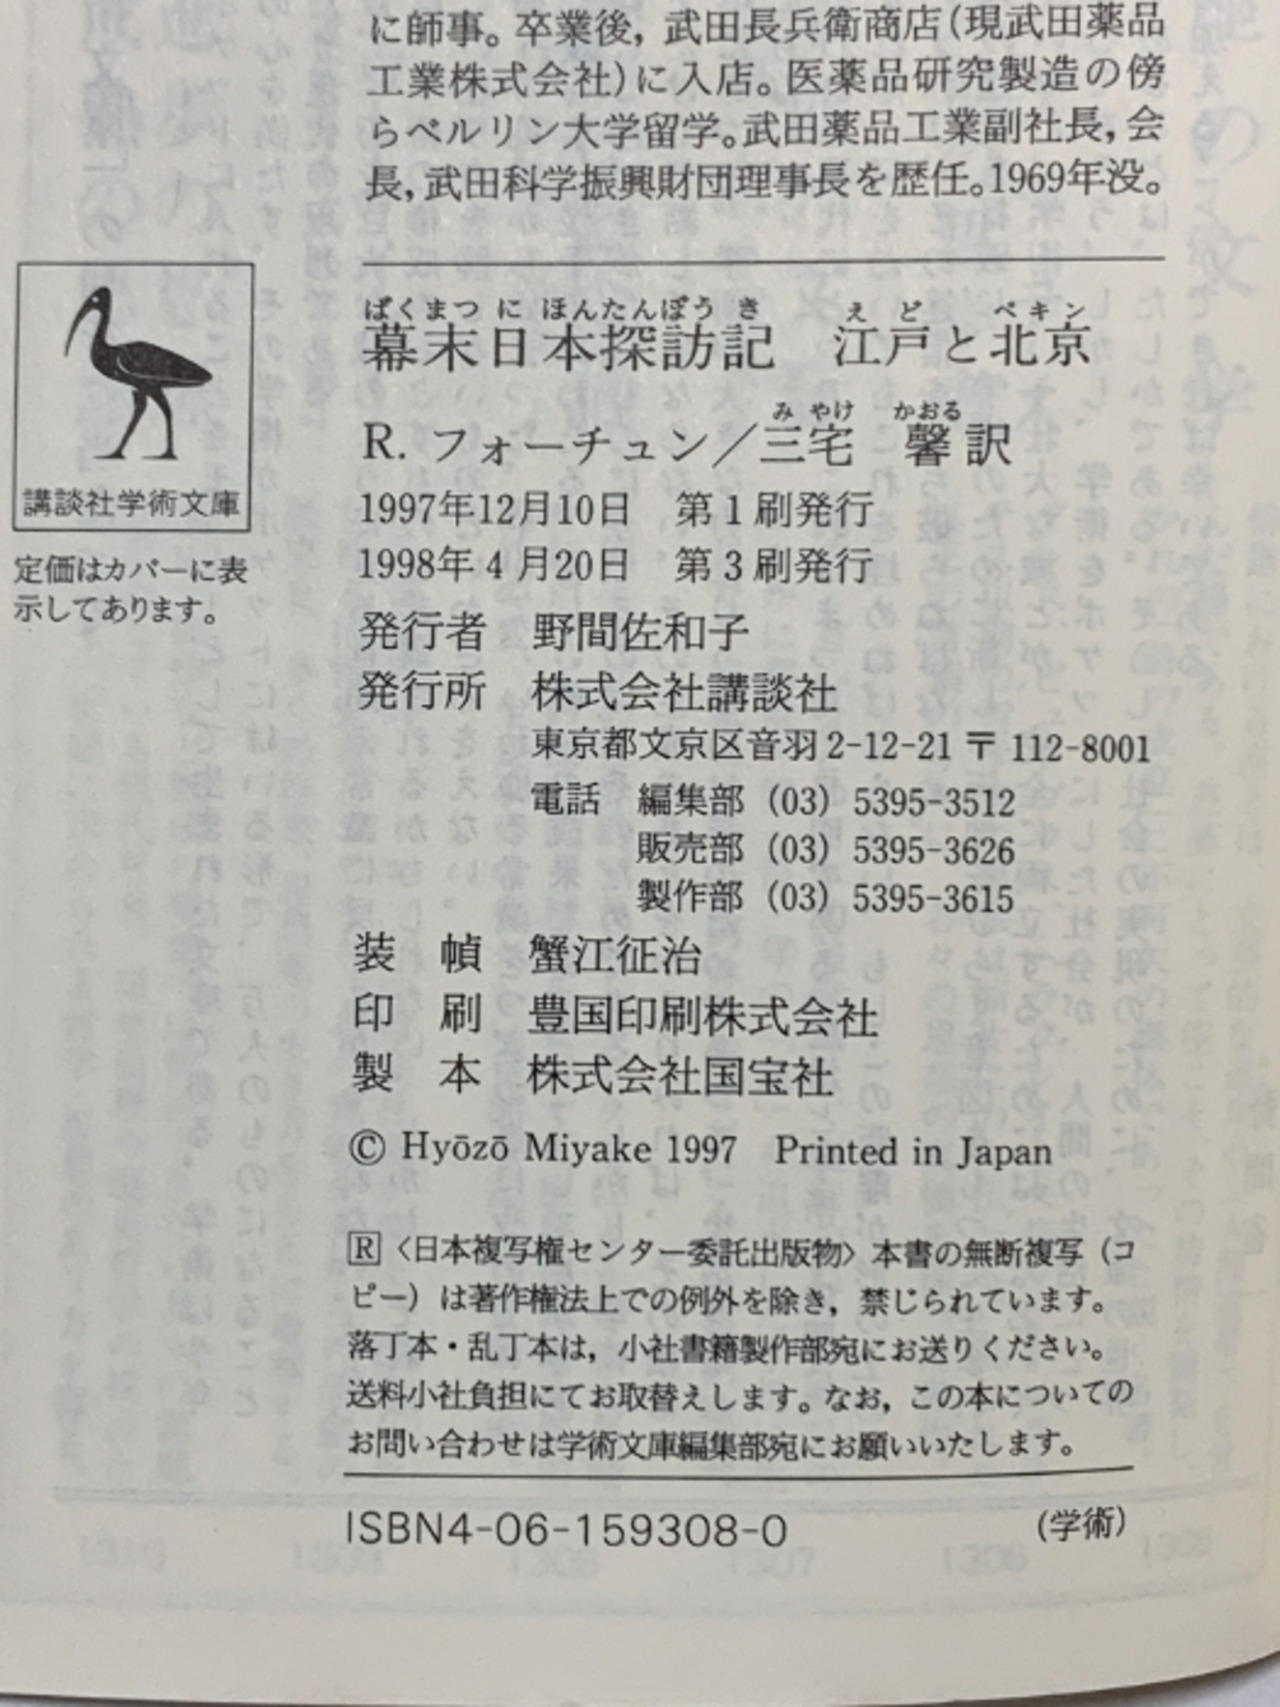 に師事。卒業後，武田長兵衛商店(現武田薬品
工業株式会社)に入店。医薬品研究製造の傍
らベルリン大学留学。武田薬品工業副社長，会
長，武田科学振興財団理事長を歴任。1969年没。
講談社学術文庫
定価はカバーに表
示してあります。
ばくまつ に ほんたんぼう き　え ど　ペキン
幕末日本探訪記　江戸と北京
み やけ　かおる
R. フォーチュン／三宅　馨訳
1997年12月10日　第1刷発行
1998年4月20日　第3刷発行
発行者　野間佐和子
発行所　株式会社講談社
東京都文京区音羽2-12-21 〒 112-8001
電話　編集部 (03) 5395-3512
販売部 (03) 5395-3626
製作部 (03) 5395-3615
装　幀　蟹江征治
印　刷　豊国印刷株式会社
製　本　株式会社国宝社
© Hyōzō Miyake 1997　Printed in Japan
R〈日本複写権センター委託出版物〉本書の無断複写（コ
ピー）は著作権法上での例外を除き，禁じられています。
落丁本・乱丁本は，小社書籍製作部宛にお送りください。
送料小社負担にてお取替えします。なお，この本についての
お問い合わせは学術文庫編集部宛にお願いいたします。
ISBN4-06-159308-0
(学術)